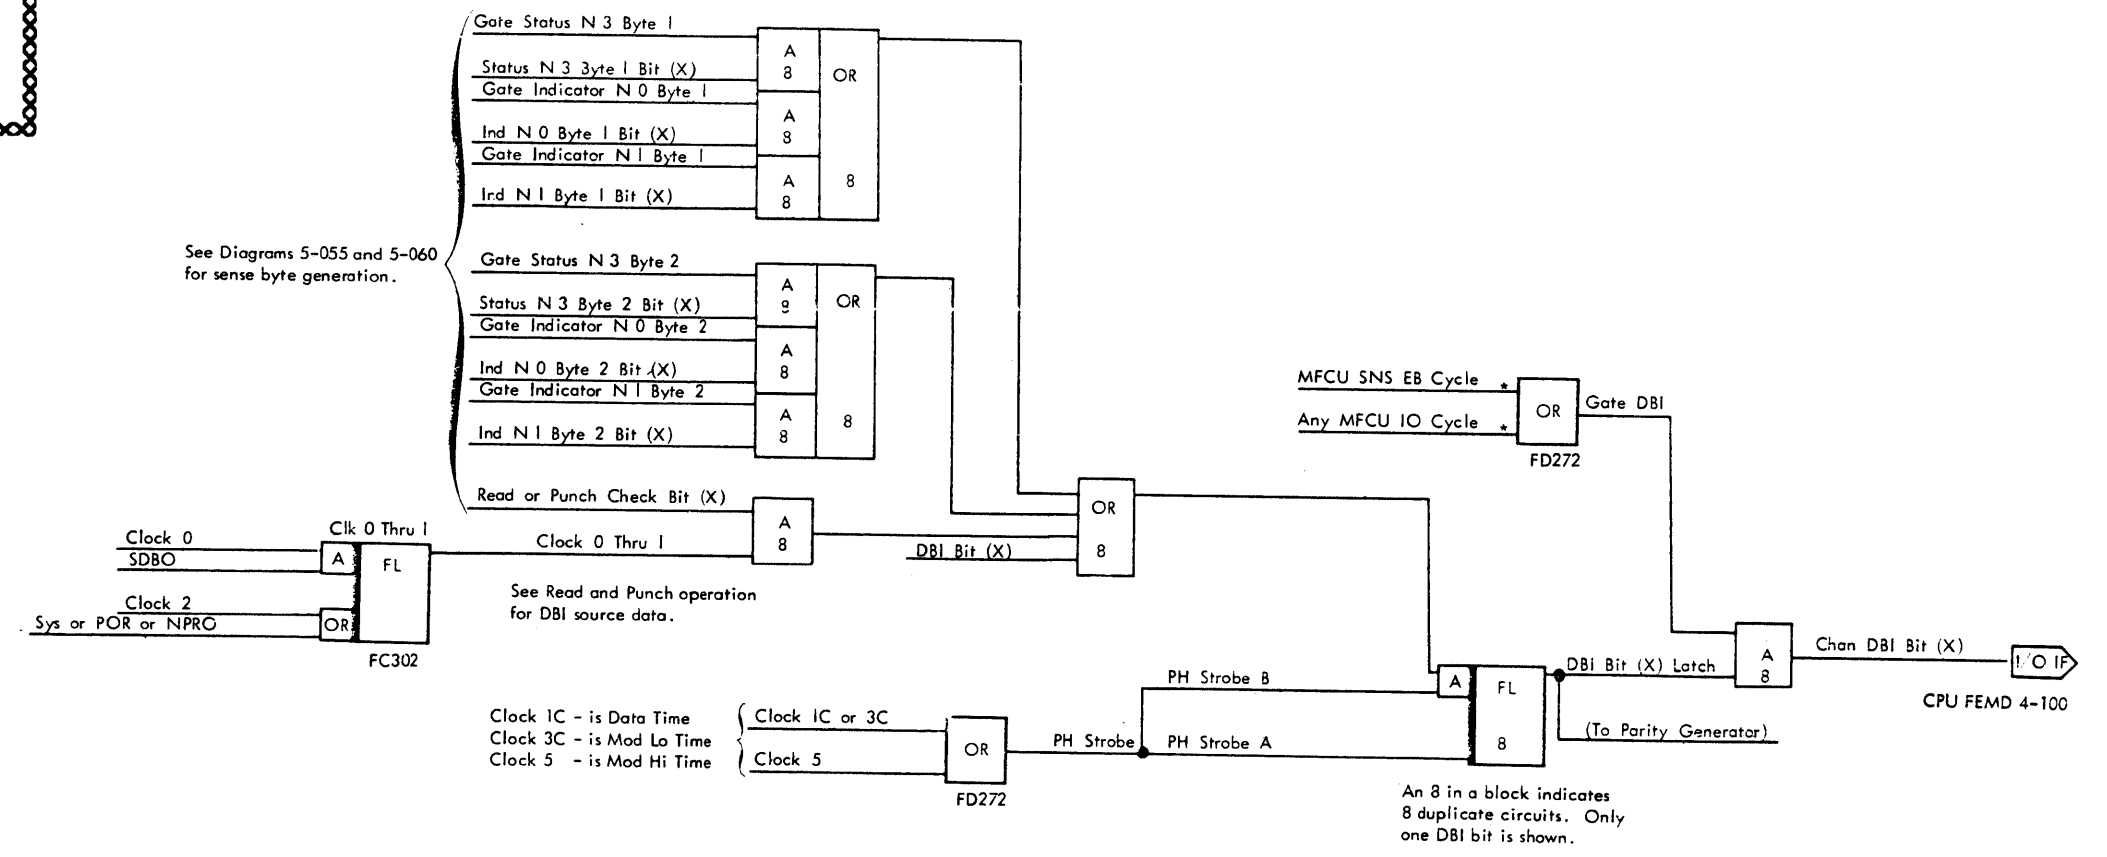 Gate Status N 3 Byte 1
Status N 3 Byte 1 Bit (X)
Gate Indicator N 0 Byte 1
Ind N 0 Byte 1 Bit (X)
Gate Indicator N 1 Byte 1
Ind N 1 Byte 1 Bit (X)
A
8
A
8
A
8
OR
8
See Diagrams 5-055 and 5-060
for sense byte generation.
Gate Status N 3 Byte 2
Status N 3 Byte 2 Bit (X)
Gate Indicator N 0 Byte 2
Ind N 0 Byte 2 Bit (X)
Gate Indicator N 1 Byte 2
Ind N 1 Byte 2 Bit (X)
A
8
A
8
A
8
OR
8
MFCU SNS EB Cycle *
Any MFCU IO Cycle *
OR
Gate DBI
FD272
Read or Punch Check Bit (X)
A
8
Clock 0
SDBO
Clk 0 Thru 1
A
FL
Clock 0 Thru 1
DBI Bit (X)
OR
8
Clock 2
Sys or POR or NPRO
OR
FC302
See Read and Punch operation
for DBI source data.
Clock 1C - is Data Time
Clock 3C - is Mod Lo Time
Clock 5 - is Mod Hi Time
Clock 1C or 3C
Clock 5
OR
FD272
PH Strobe
PH Strobe B
PH Strobe A
A
FL
8
DBI Bit (X) Latch
(To Parity Generator)
A
8
Chan DBI Bit (X)
I/O IF
CPU FEMD 4-100
An 8 in a block indicates
8 duplicate circuits. Only
one DBI bit is shown.